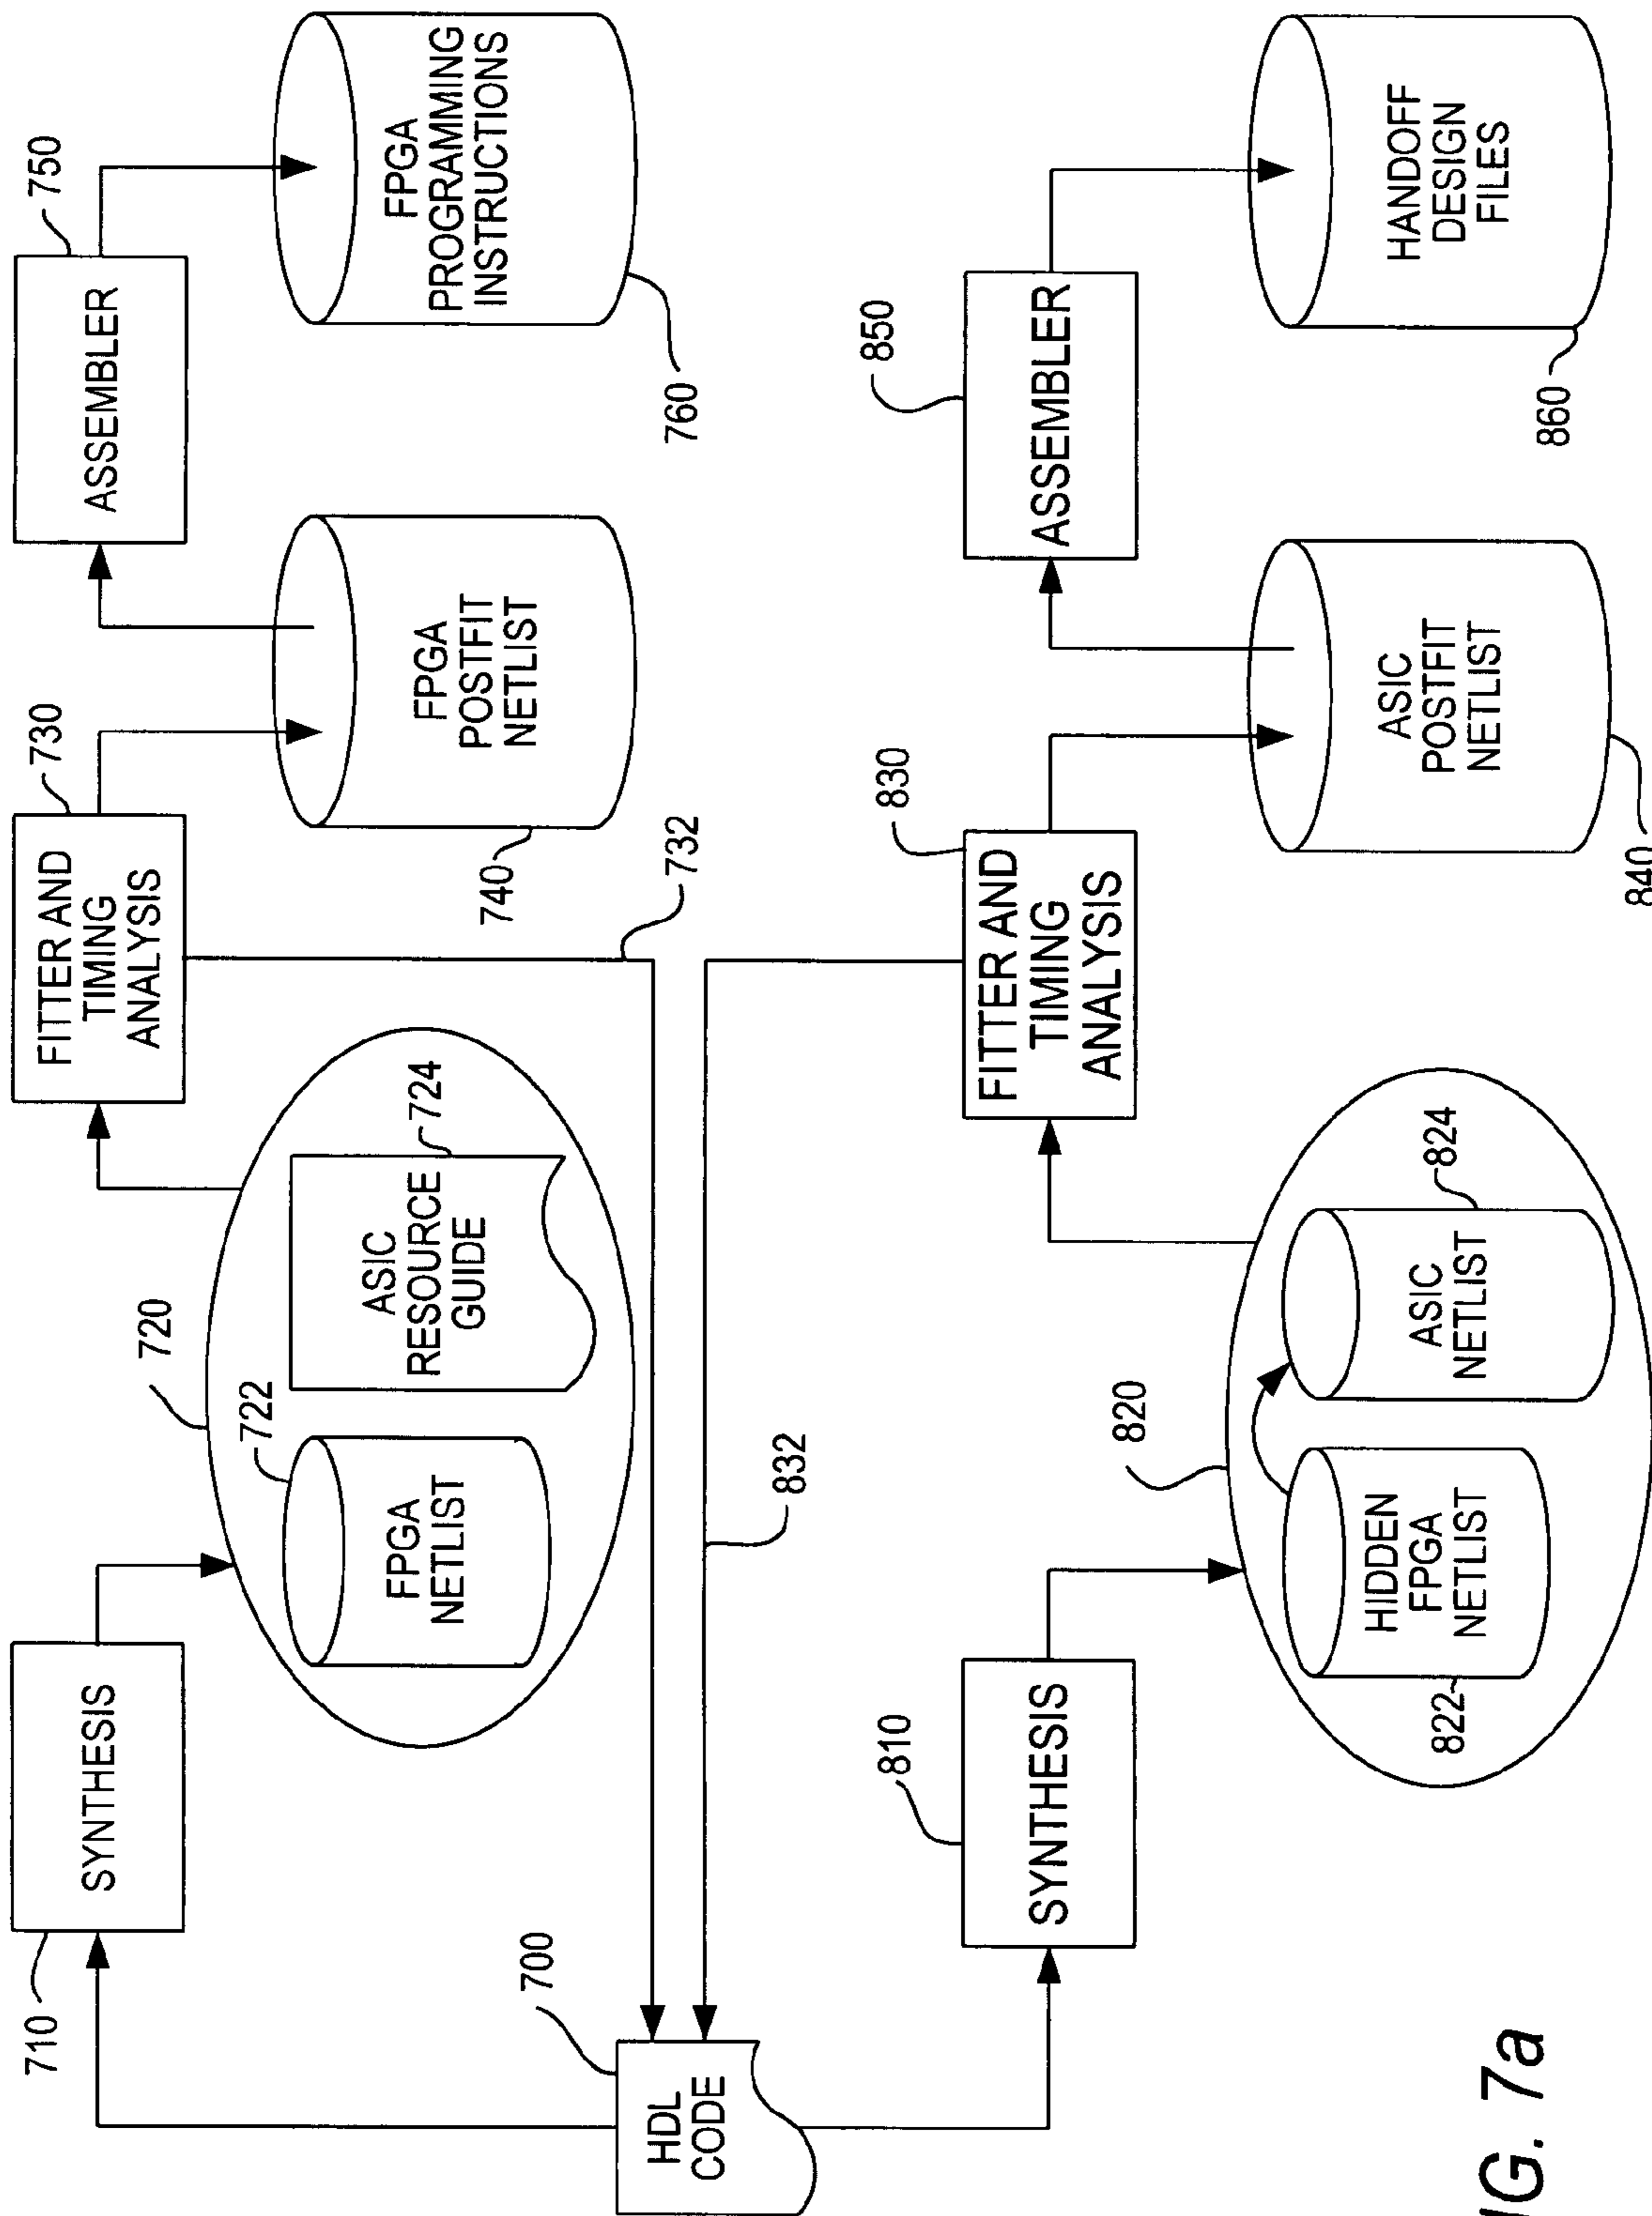 710
SYNTHESIS
720
722
FPGA
NETLIST
ASIC
RESOURCE
GUIDE
724
FITTER AND
TIMING
ANALYSIS
730
732
740
FPGA
POSTFIT
NETLIST
ASSEMBLER
750
FPGA
PROGRAMMING
INSTRUCTIONS
760
HDL
CODE
700
832
810
SYNTHESIS
820
822
HIDDEN
FPGA
NETLIST
ASIC
NETLIST
824
FITTER AND
TIMING
ANALYSIS
830
840
ASIC
POSTFIT
NETLIST
ASSEMBLER
850
HANDOFF
DESIGN
FILES
860
7a